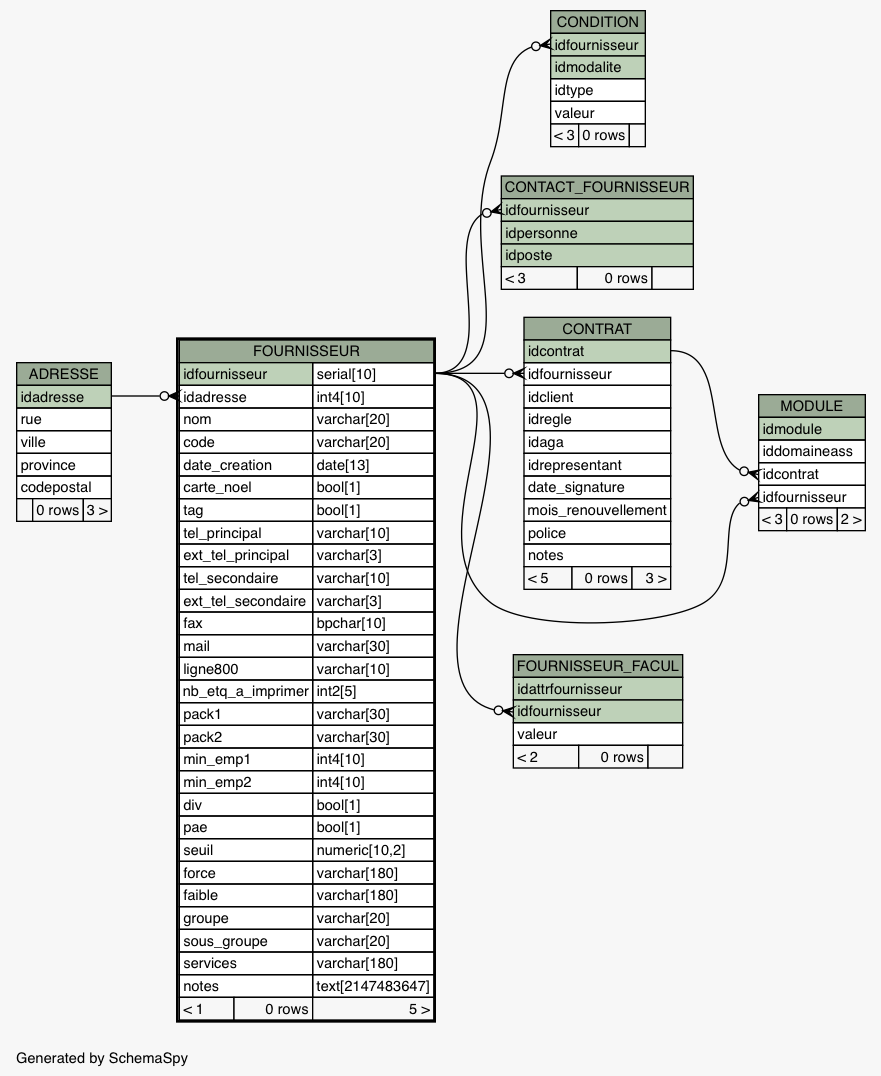 CONDITION
idfournisseur
idmodalite
idtype
valeur
< 3 0 rows
CONTACT_FOURNISSEUR
idfournisseur
idpersonne
idposte
< 3 0 rows
CONTRAT
idcontrat
idfournisseur
idclient
idregle
idaga
idrepresentant
date_signature
mois_renouvellement
police
notes
< 5 0 rows 3 >
FOURNISSEUR
idfournisseur serial[10]
idadresse int4[10]
nom varchar[20]
code varchar[20]
date_creation date[13]
carte_noel bool[1]
tag bool[1]
tel_principal varchar[10]
ext_tel_principal varchar[3]
tel_secondaire varchar[10]
ext_tel_secondaire varchar[3]
fax bpchar[10]
mail varchar[30]
ligne800 varchar[10]
nb_etq_a_imprimer int2[5]
pack1 varchar[30]
pack2 varchar[30]
min_emp1 int4[10]
min_emp2 int4[10]
div bool[1]
pae bool[1]
seuil numeric[10,2]
force varchar[180]
faible varchar[180]
groupe varchar[20]
sous_groupe varchar[20]
services varchar[180]
notes text[2147483647]
< 1 0 rows 5 >
ADRESSE
idadresse
rue
ville
province
codepostal
0 rows 3 >
MODULE
idmodule
iddomaineass
idcontrat
idfournisseur
< 3 0 rows 2 >
FOURNISSEUR_FACUL
idattrfournisseur
idfournisseur
valeur
< 2 0 rows
Generated by SchemaSpy